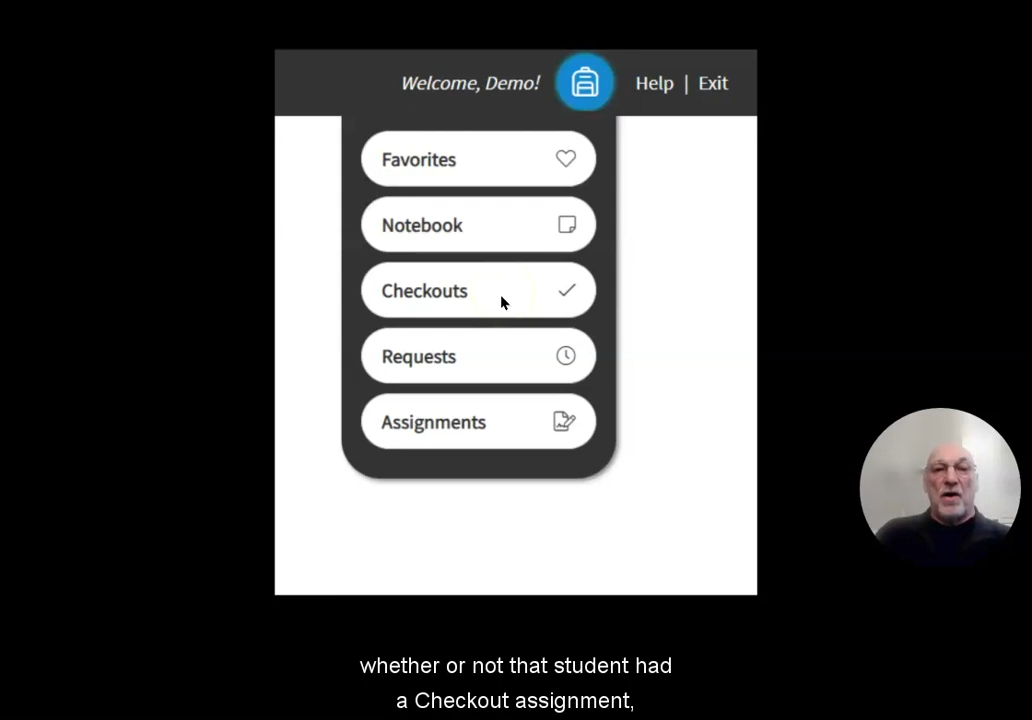 Welcome, Demo! Help | Exit
Favorites
Notebook
Checkouts
Requests
Assignments
whether or not that student had
a Checkout assignment,